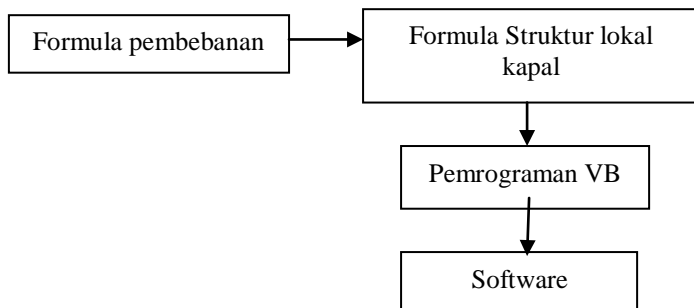 Formula pembebanan
Formula Struktur lokal
kapal
Pemrograman VB
Software